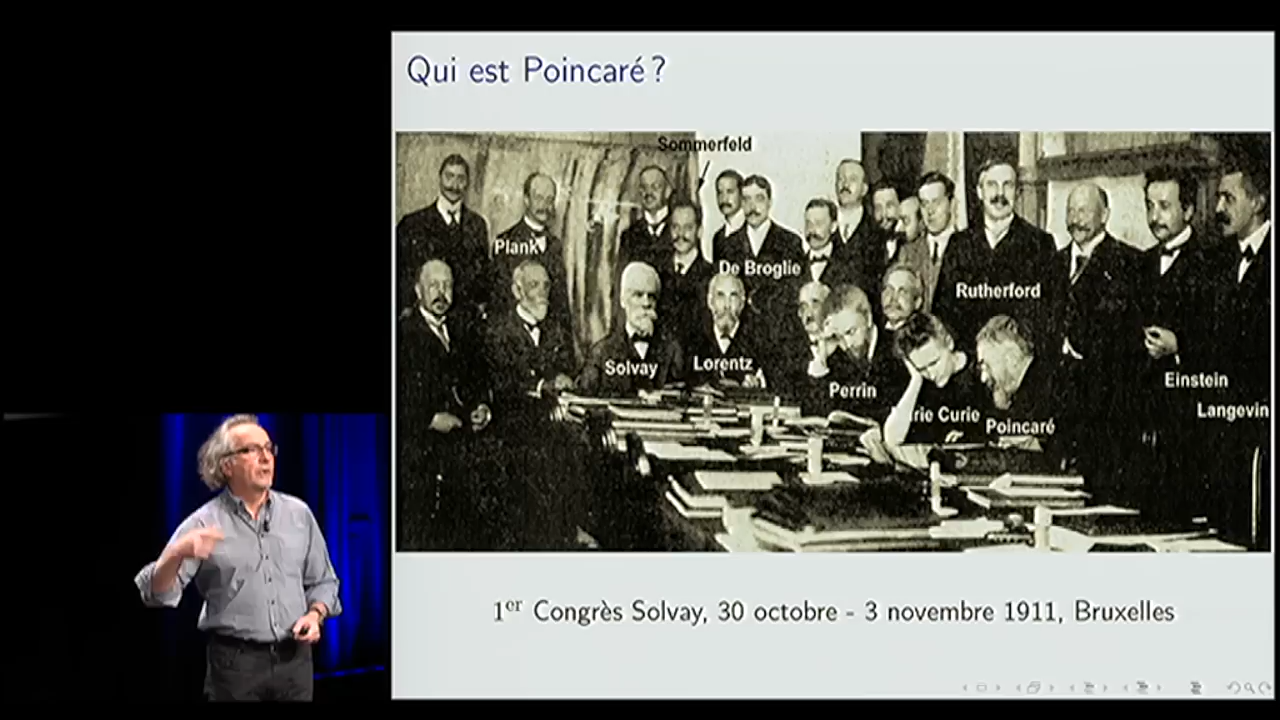 Qui est Poincaré ?
Sommerfeld
Plank
De Broglie
Rutherford
Solvay
Lorentz
Perrin
Einstein
rie Curie
Poincaré
Langevin
1er Congrès Solvay, 30 octobre - 3 novembre 1911, Bruxelles